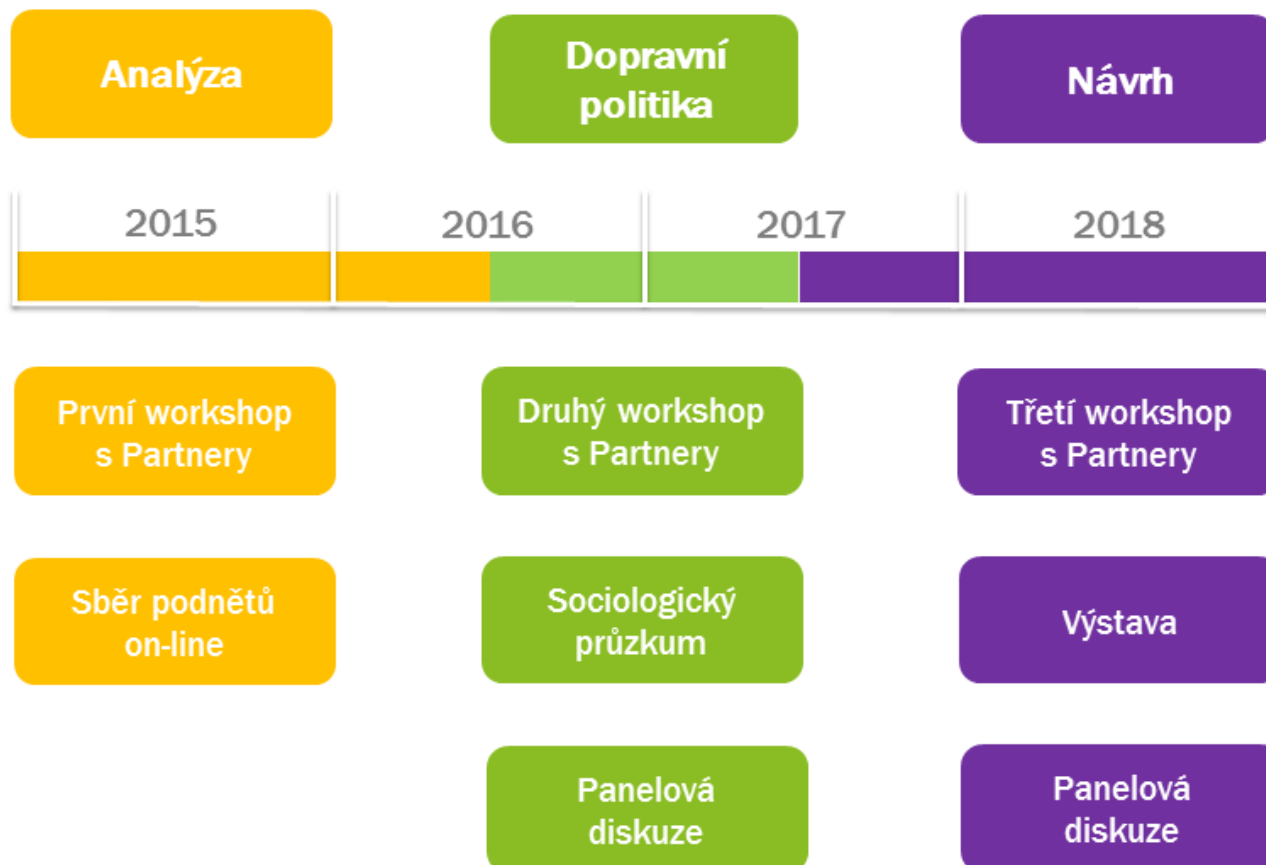 Analýza
Dopravní
politika
Návrh
2015
2016
2017
2018
První workshop
s Partnery
Druhý workshop
s Partnery
Třetí workshop
s Partnery
Sběr podnětů
on-line
Sociologický
průzkum
Výstava
Panelová
diskuze
Panelová
diskuze